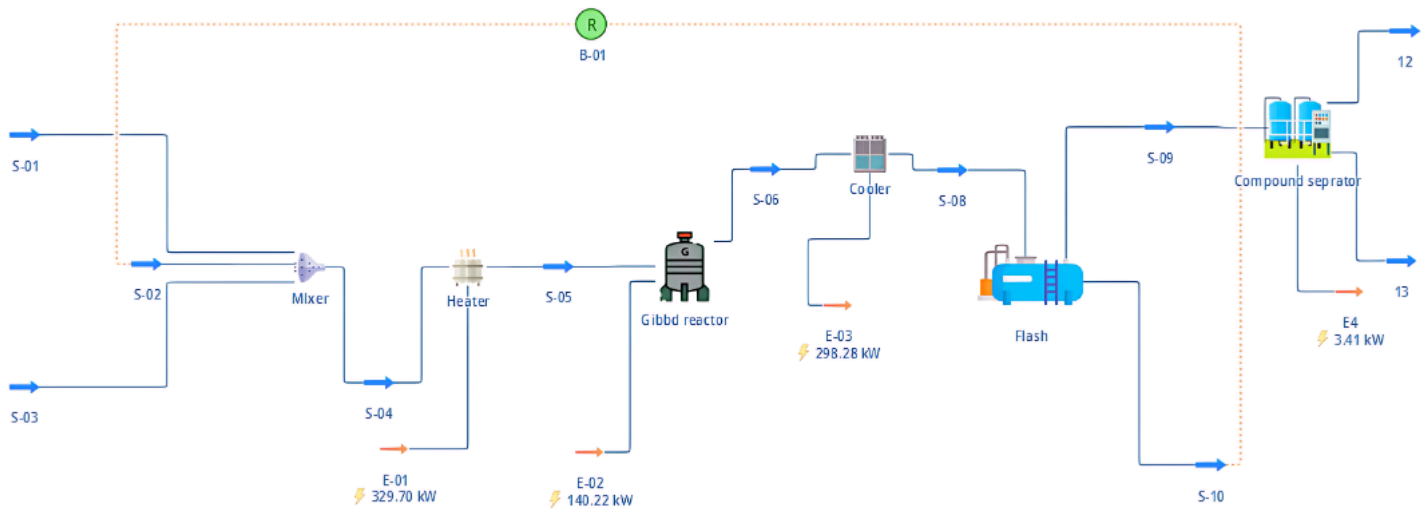 R
B-01
12
S-01
S-09
Compound seprator
S-06
Cooler
S-08
G
S-02
MIxer
Heater
S-05
Gibbd reactor
Flash
13
E-03
298.28 kW
E4
3.41 kW
S-03
S-04
E-01
329.70 kW
E-02
140.22 kW
S-10